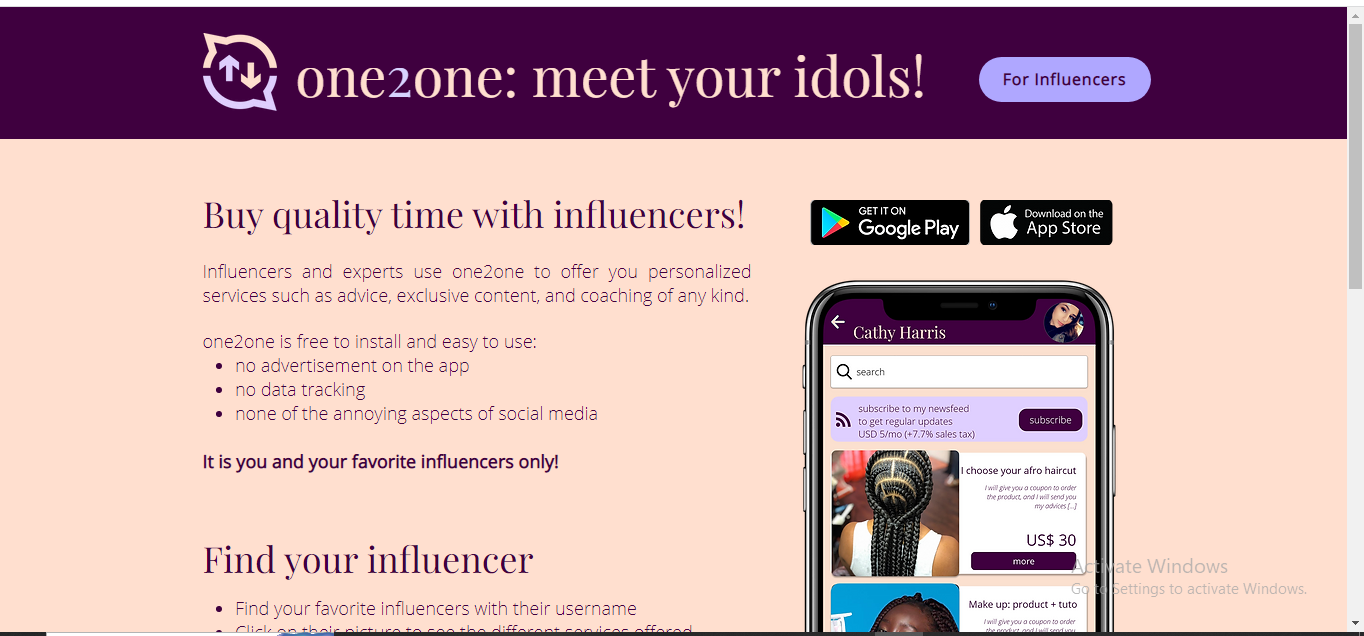 one2one: meet your idols!
For Influencers
Buy quality time with influencers!
Influencers and experts use one2one to offer you personalized
services such as advice, exclusive content, and coaching of any kind.
one2one is free to install and easy to use:
no advertisement on the app
no data tracking
none of the annoying aspects of social media
It is you and your favorite influencers only!
Find your influencer
Find your favorite influencers with their username
Click on their picture to see the different services offered
GET IT ON
Google Play
Download on the
App Store
Cathy Harris
search
subscribe to my newsfeed
to get regular updates
USD 5/mo (+7.7% sales tax)
subscribe
I choose your afro haircut
I will give you a coupon to order
the product, and I will send you
my advices [...]
US$ 30
more
Make up: product + tuto
I will give you a coupon to order
the product, and I will send you
Activate Windows
Go to Settings to activate Windows.